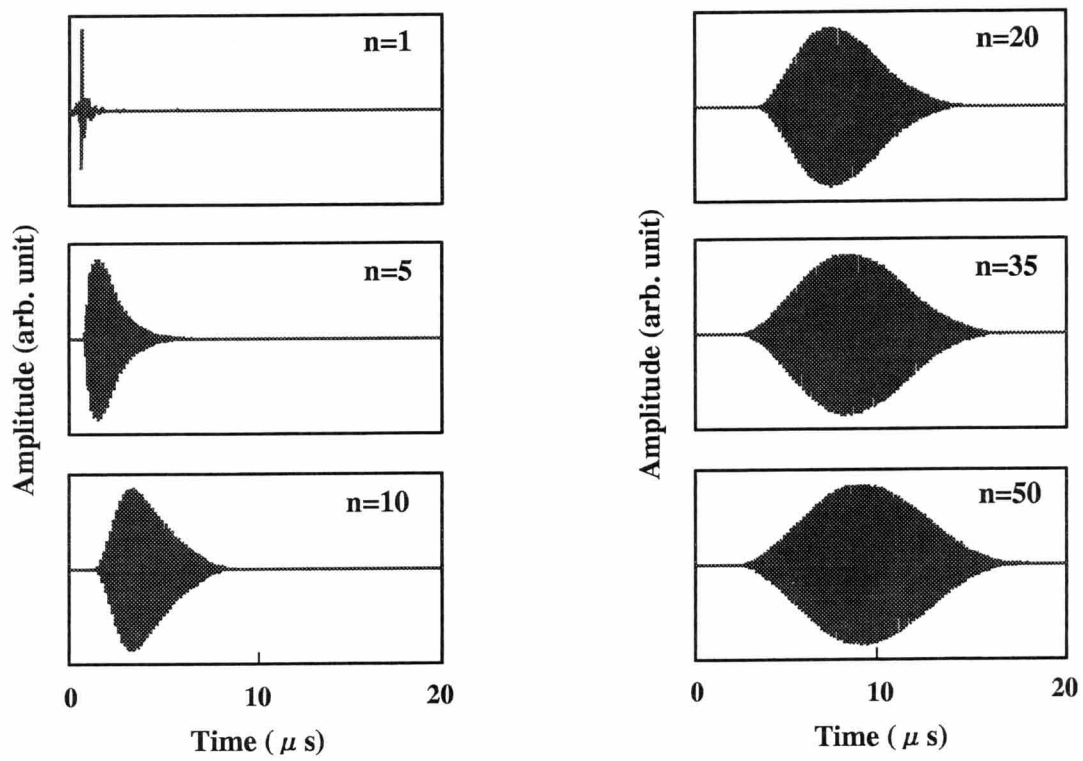 n=1
n=5
n=10
Amplitude (arb. unit)
0 10 20
Time ( μ s)
n=20
n=35
n=50
Amplitude (arb. unit)
0 10 20
Time ( μ s)